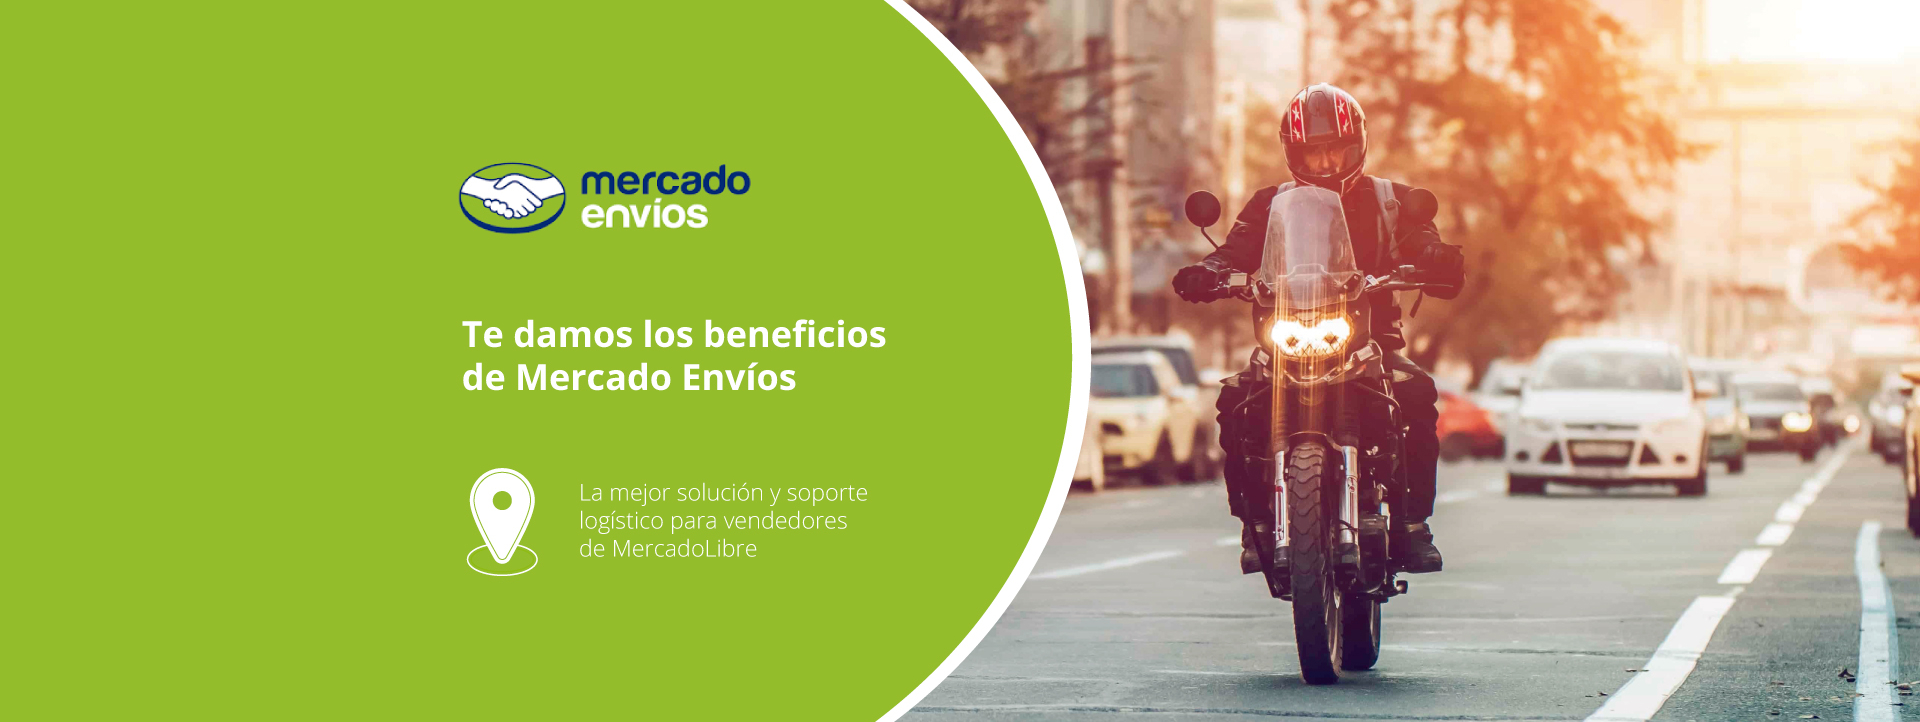 mercado
envíos
Te damos los beneficios
de Mercado Envíos
La mejor solución y soporte
logístico para vendedores
de MercadoLibre